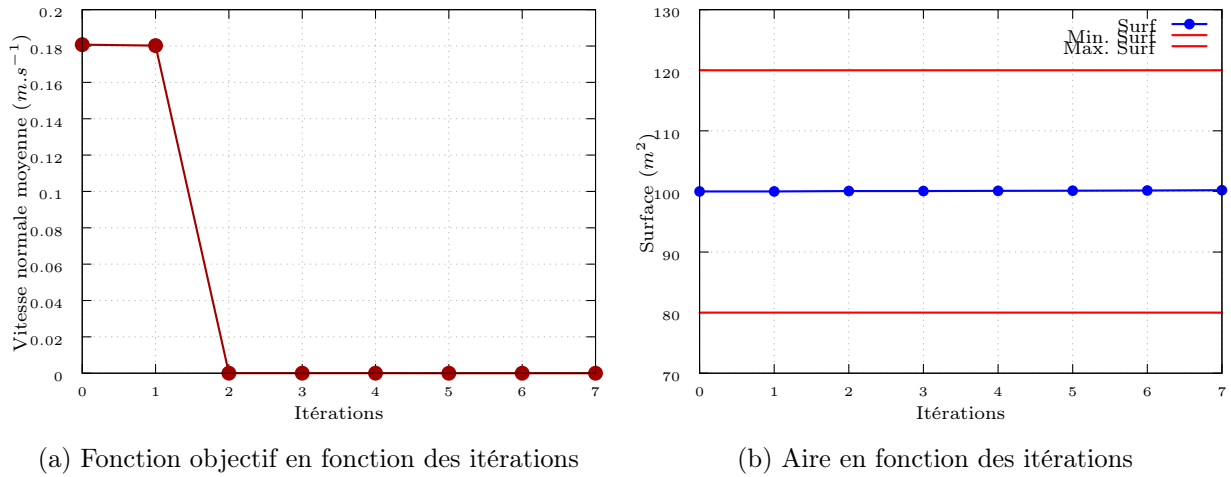 0.2
0.18
0.16
0.14
0.12
0.1
0.08
0.06
0.04
0.02
0
0 1 2 3 4 5 6 7
Vitesse normale moyenne (m.s⁻¹)
Itérations
(a) Fonction objectif en fonction des itérations
130
120
110
100
90
80
70
0 1 2 3 4 5 6 7
Surface (m²)
Itérations
Surf
Min. Surf
Max. Surf
(b) Aire en fonction des itérations